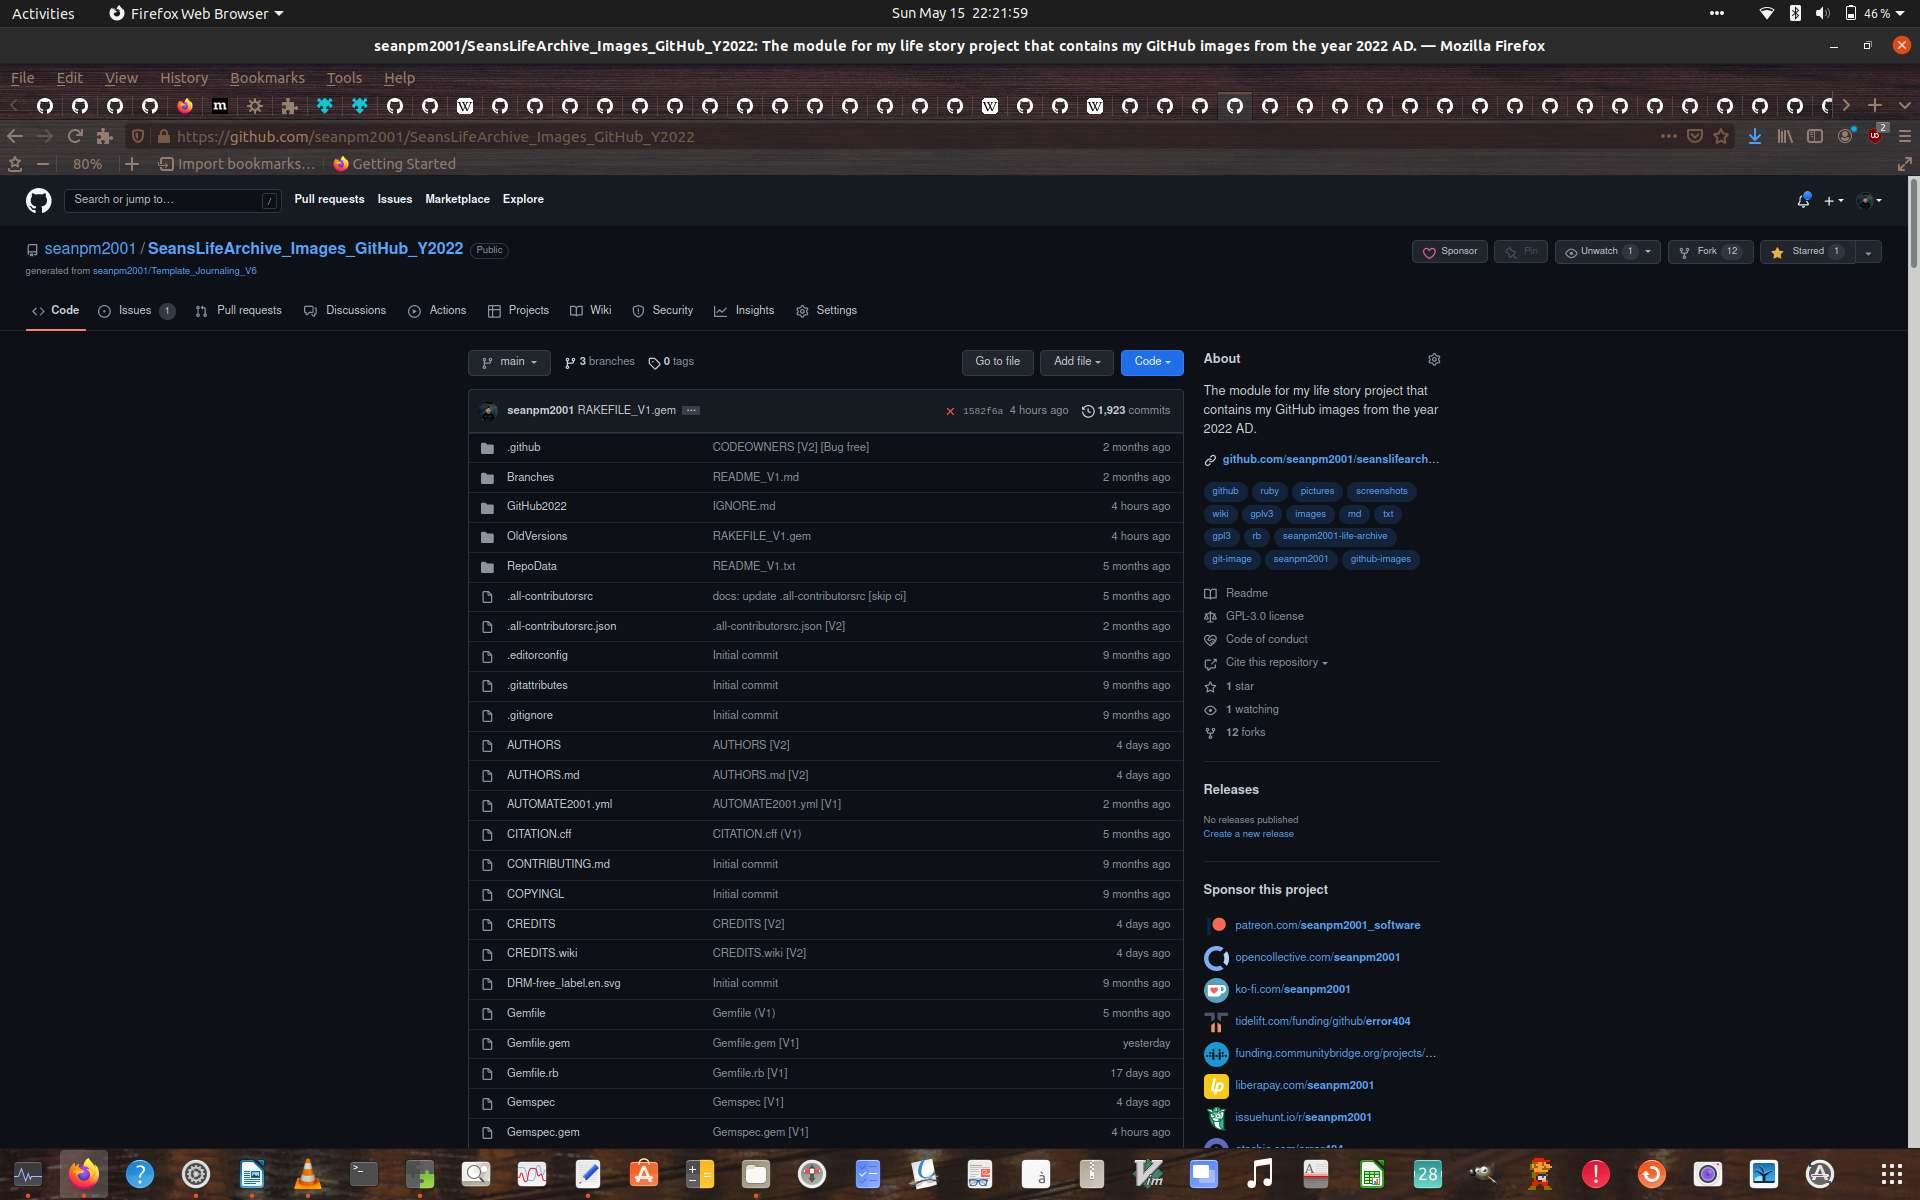 Activities
Firefox Web Browser
Sun May 15 22:21:59
46 %
seanpm2001/SeansLifeArchive_Images_GitHub_Y2022: The module for my life story project that contains my GitHub images from the year 2022 AD. — Mozilla Firefox
File Edit View History Bookmarks Tools Help
https://github.com/seanpm2001/SeansLifeArchive_Images_GitHub_Y2022
2
80%
Import bookmarks...
Getting Started
Search or jump to... /
Pull requests Issues Marketplace Explore
seanpm2001 / SeansLifeArchive_Images_GitHub_Y2022 Public
generated from seanpm2001/Template_Journaling_V6
Sponsor Pin Unwatch 1 Fork 12 Starred 1
Code Issues 1 Pull requests Discussions Actions Projects Wiki Security Insights Settings
main 3 branches 0 tags
Go to file Add file Code
seanpm2001 RAKEFILE_V1.gem ... 1582f6a 4 hours ago 1,923 commits
.github CODEOWNERS [V2] [Bug free] 2 months ago
Branches README_V1.md 2 months ago
GitHub2022 IGNORE.md 4 hours ago
OldVersions RAKEFILE_V1.gem 4 hours ago
RepoData README_V1.txt 5 months ago
.all-contributorsrc docs: update .all-contributorsrc [skip ci] 5 months ago
.all-contributorsrc.json .all-contributorsrc.json [V2] 2 months ago
.editorconfig Initial commit 9 months ago
.gitattributes Initial commit 9 months ago
.gitignore Initial commit 9 months ago
AUTHORS AUTHORS [V2] 4 days ago
AUTHORS.md AUTHORS.md [V2] 4 days ago
AUTOMATE2001.yml AUTOMATE2001.yml [V1] 2 months ago
CITATION.cff CITATION.cff (V1) 5 months ago
CONTRIBUTING.md Initial commit 9 months ago
COPYINGL Initial commit 9 months ago
CREDITS CREDITS [V2] 4 days ago
CREDITS.wiki CREDITS.wiki [V2] 4 days ago
DRM-free_label.en.svg Initial commit 9 months ago
Gemfile Gemfile (V1) 5 months ago
Gemfile.gem Gemfile.gem [V1] yesterday
Gemfile.rb Gemfile.rb [V1] 17 days ago
Gemspec Gemspec [V1] 4 days ago
Gemspec.gem Gemspec.gem [V1] 4 hours ago
About
The module for my life story project that
contains my GitHub images from the year
2022 AD.
github.com/seanpm2001/seanslifearch...
github ruby pictures screenshots
wiki gplv3 images md txt
gpl3 rb seanpm2001-life-archive
git-image seanpm2001 github-images
Readme
GPL-3.0 license
Code of conduct
Cite this repository
1 star
1 watching
12 forks
Releases
No releases published
Create a new release
Sponsor this project
patreon.com/seanpm2001_software
opencollective.com/seanpm2001
ko-fi.com/seanpm2001
tidelift.com/funding/github/error404
funding.communitybridge.org/projects/...
liberapay.com/seanpm2001
issuehunt.io/r/seanpm2001
28